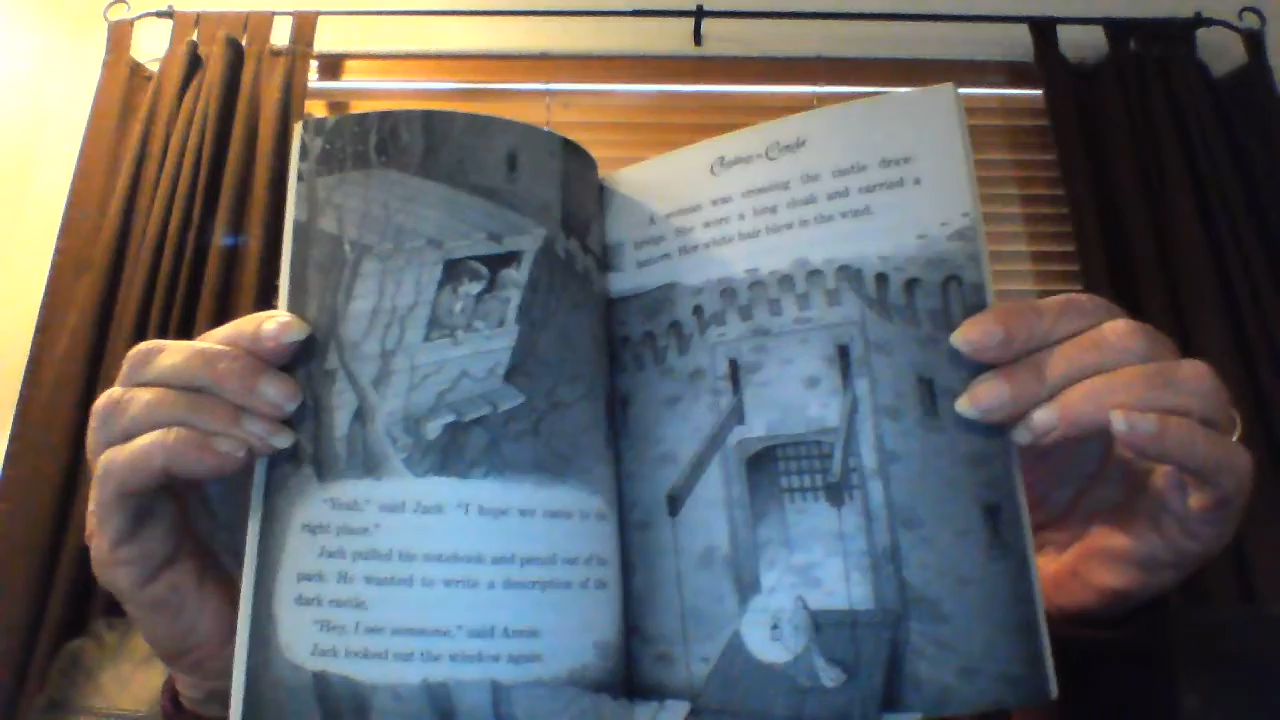 "Yeah," said Jack. "I hope we came to the
right place."
Jack pulled his notebook and pencil out of his
pack. He wanted to write a description of the
dark castle.
"Hey, I see someone," said Annie.
Jack looked out the window again.
Christmas in Camelot
A woman was crossing the castle draw-
bridge. She wore a long cloak and carried a
lantern. Her white hair blew in the wind.